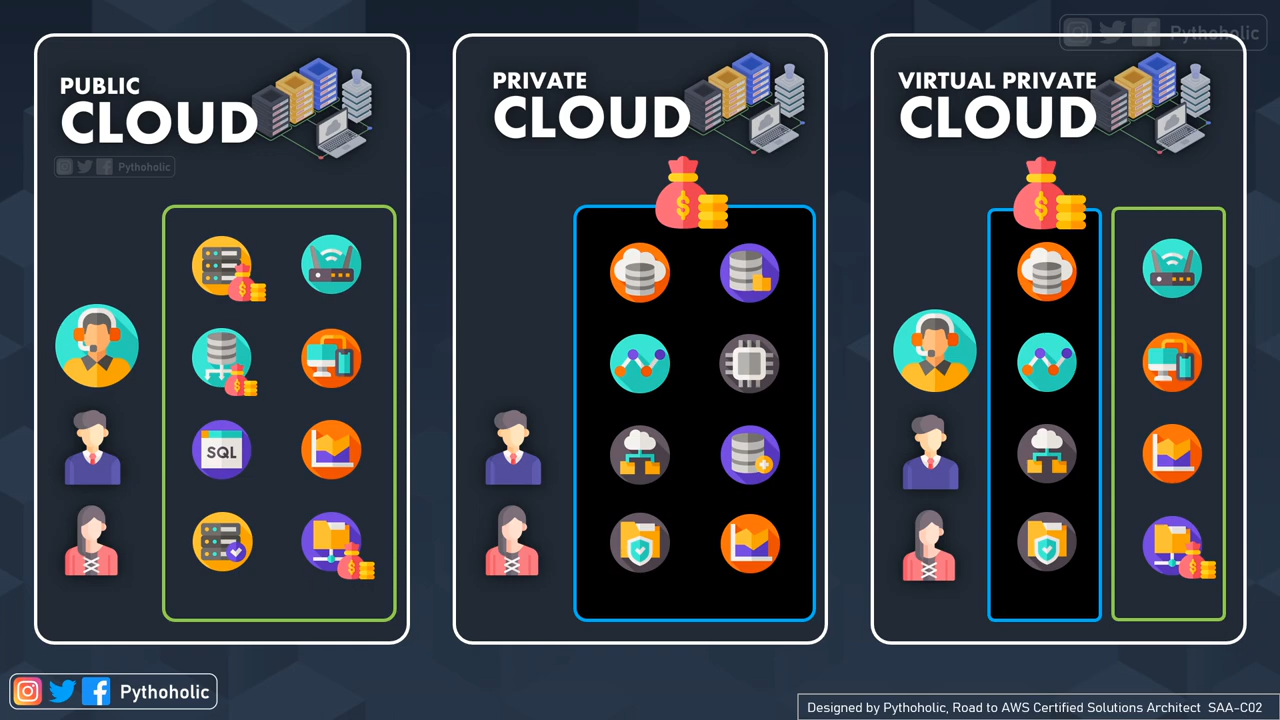 Pythoholic
PUBLIC
CLOUD
Pythoholic
SQL
PRIVATE
CLOUD
VIRTUAL PRIVATE
CLOUD
Pythoholic
Designed by Pythoholic, Road to AWS Certified Solutions Architect SAA-C02